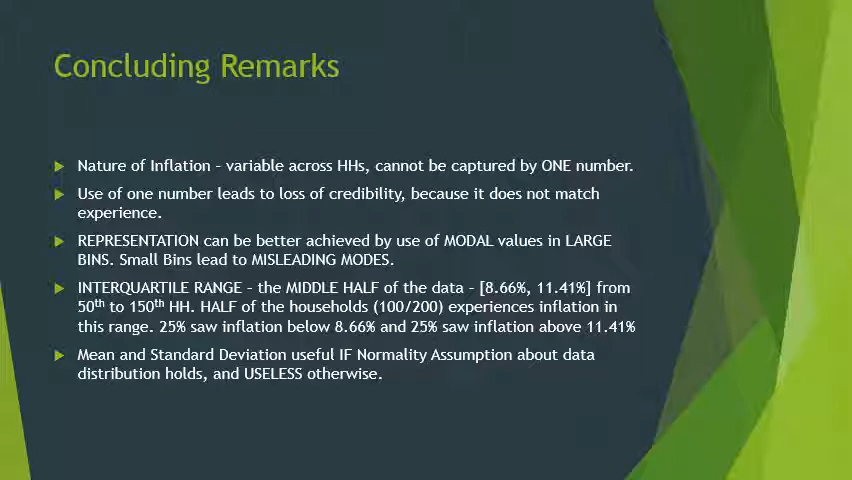 Concluding Remarks
Nature of Inflation – variable across HHs, cannot be captured by ONE number.
Use of one number leads to loss of credibility, because it does not match
experience.
REPRESENTATION can be better achieved by use of MODAL values in LARGE
BINS. Small Bins lead to MISLEADING MODES.
INTERQUARTILE RANGE – the MIDDLE HALF of the data – [8.66%, 11.41%] from
50th to 150th HH. HALF of the households (100/200) experiences inflation in
this range. 25% saw inflation below 8.66% and 25% saw inflation above 11.41%
Mean and Standard Deviation useful IF Normality Assumption about data
distribution holds, and USELESS otherwise.